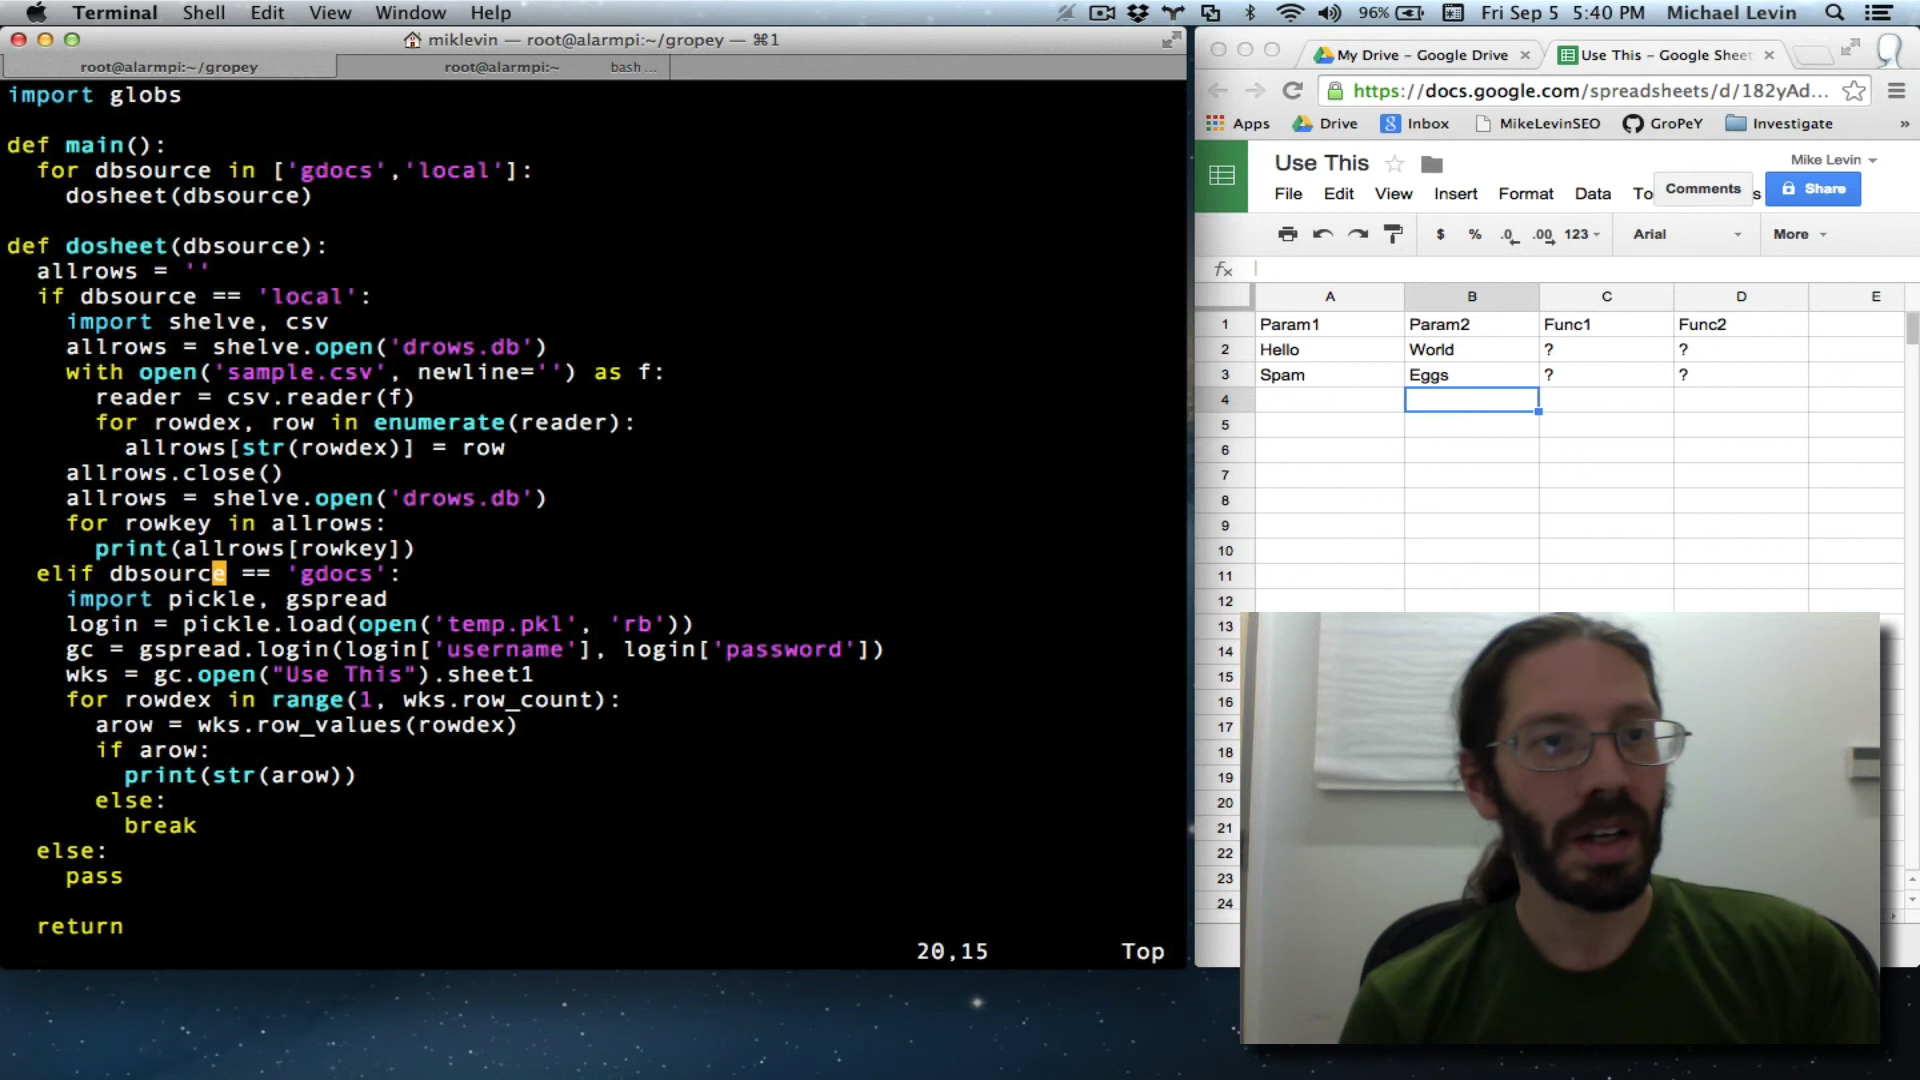 Terminal Shell Edit View Window Help 96% Fri Sep 5 5:40 PM Michael Levin
miklevin — root@alarmpi:~/gropey — ⌘1
root@alarmpi:~/gropey root@alarmpi:~ bash ...
import globs
def main():
for dbsource in ['gdocs','local']:
dosheet(dbsource)
def dosheet(dbsource):
allrows = ''
if dbsource == 'local':
import shelve, csv
allrows = shelve.open('drows.db')
with open('sample.csv', newline='') as f:
reader = csv.reader(f)
for rowdex, row in enumerate(reader):
allrows[str(rowdex)] = row
allrows.close()
allrows = shelve.open('drows.db')
for rowkey in allrows:
print(allrows[rowkey])
elif dbsource == 'gdocs':
import pickle, gspread
login = pickle.load(open('temp.pkl', 'rb'))
gc = gspread.login(login['username'], login['password'])
wks = gc.open("Use This").sheet1
for rowdex in range(1, wks.row_count):
arow = wks.row_values(rowdex)
if arow:
print(str(arow))
else:
break
else:
pass
return
20,15 Top
My Drive – Google Drive Use This – Google Sheet
https://docs.google.com/spreadsheets/d/182yAd...
Apps Drive Inbox MikeLevinSEO GroPeY Investigate »
Use This Mike Levin
File Edit View Insert Format Data To Comments s Share
$ % .0 .00 123 Arial More
fx
A B C D E
1 Param1 Param2 Func1 Func2
2 Hello World ? ?
3 Spam Eggs ? ?
4
5
6
7
8
9
10
11
12
13
14
15
16
17
18
19
20
21
22
23
24